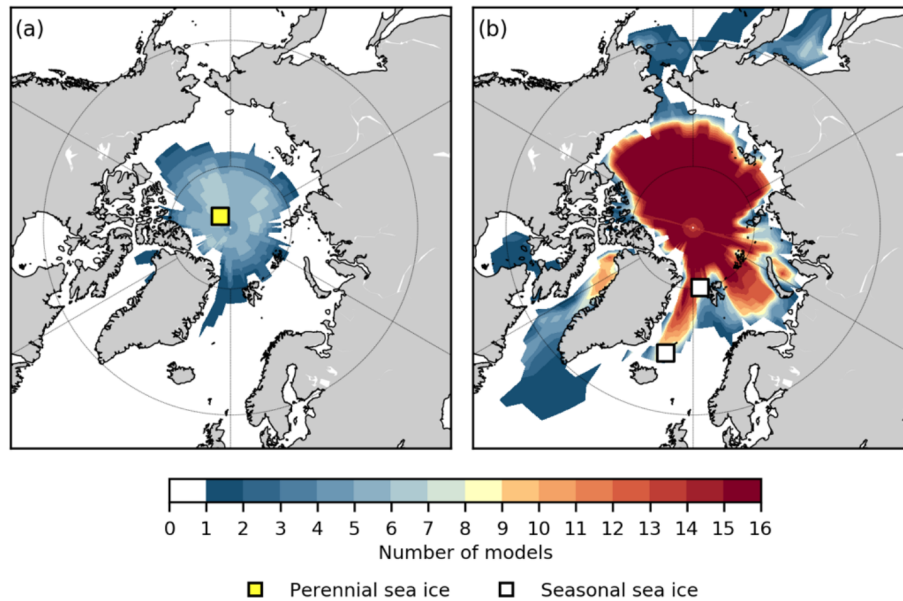 (a)
(b)
0 1 2 3 4 5 6 7 8 9 10 11 12 13 14 15 16
Number of models
Perennial sea ice Seasonal sea ice